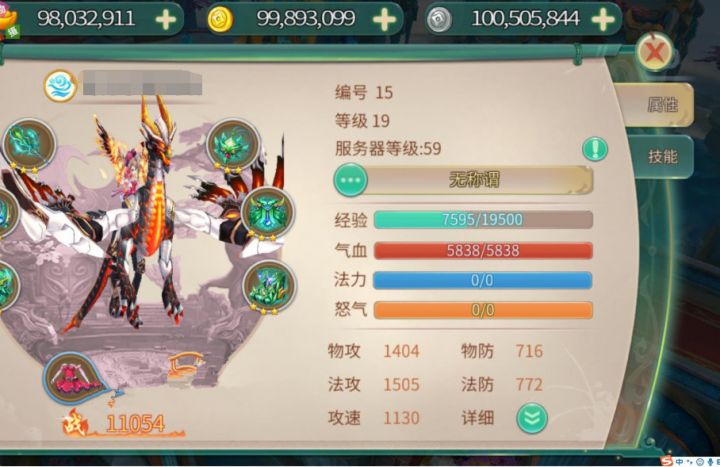 98,032,911
99,893,099
100,505,844
编号 15
等级 19
服务器等级:59
无称谓
经验 7595/19500
气血 5838/5838
法力 0/0
怒气 0/0
物攻 1404 物防 716
法攻 1505 法防 772
攻速 1130 详细
战 11054
属性
技能
中